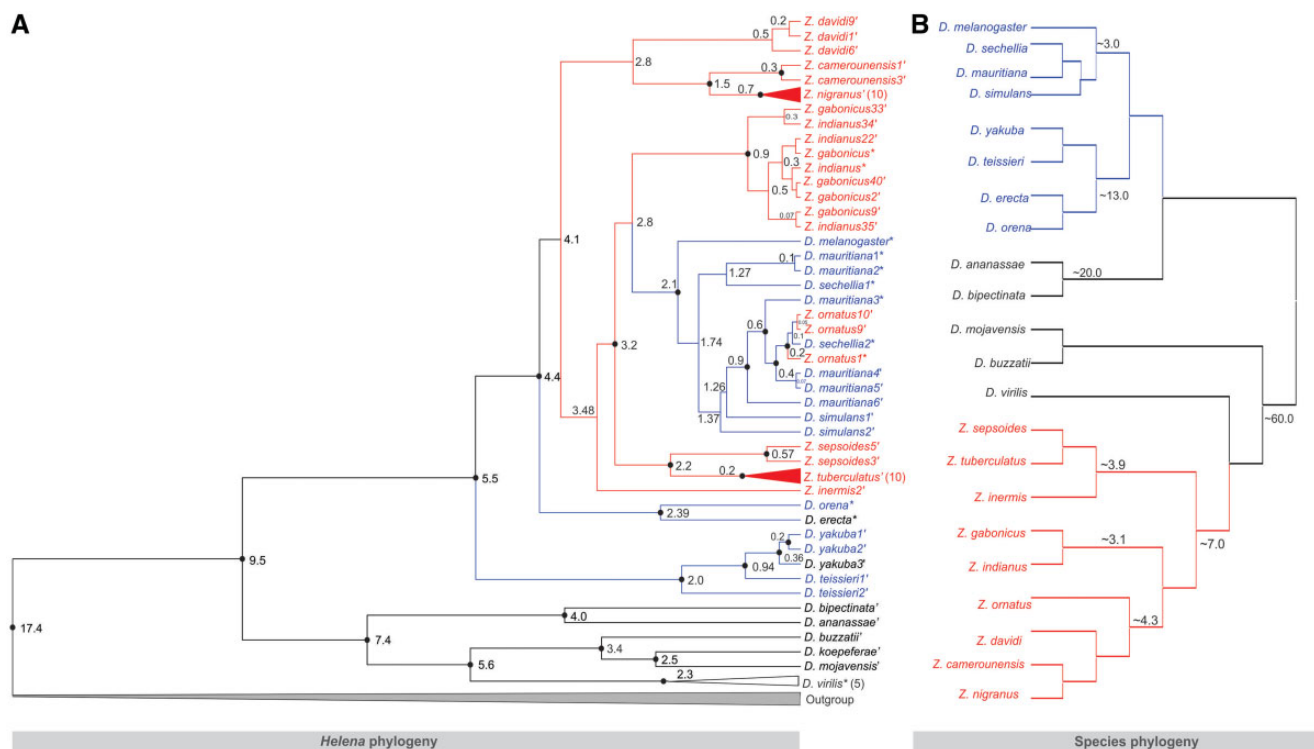 A
0.2
Z. davidi9'
0.5
Z. davidi1'
Z. davidi6'
2.8
0.3
Z. camerounensis1'
Z. camerounensis3'
1.5
0.7
Z. nigranus' (10)
Z. gabonicus33'
0.3
Z. indianus34'
Z. indianus22'
0.9
Z. gabonicus*
0.3
Z. indianus*
Z. gabonicus40'
0.5
Z. gabonicus2'
Z. gabonicus9'
0.07
Z. indianus35'
2.8
4.1
D. melanogaster*
0.1
D. mauritiana1*
D. mauritiana2*
1.27
D. sechellia1*
2.1
D. mauritiana3*
Z. ornatus10'
0.6
Z. ornatus9'
0.1
D. sechellia2*
0.2
Z. ornatus1*
1.74
3.2
0.9
D. mauritiana4'
0.4
0.07
D. mauritiana5'
4.4
1.26
D. mauritiana6'
3.48
1.37
D. simulans1'
D. simulans2'
Z. sepsoides5'
0.57
Z. sepsoides3'
2.2
0.2
Z. tuberculatus' (10)
5.5
Z. inermis2'
D. orena*
2.39
D. erecta*
D. yakuba1'
0.2
D. yakuba2'
0.36
D. yakuba3'
9.5
0.94
2.0
D. teissieri1'
D. teissieri2'
D. bipectinata'
4.0
D. ananassae'
17.4
7.4
D. buzzatii'
3.4
D. koepeferae'
2.5
D. mojavensis'
5.6
2.3
D. virilis* (5)
Outgroup
Helena phylogeny
B
D. melanogaster
~3.0
D. sechellia
D. mauritiana
D. simulans
D. yakuba
D. teissieri
~13.0
D. erecta
D. orena
D. ananassae
~20.0
D. bipectinata
D. mojavensis
D. buzzatii
D. virilis
~60.0
Z. sepsoides
Z. tuberculatus
~3.9
Z. inermis
Z. gabonicus
~3.1
~7.0
Z. indianus
Z. ornatus
~4.3
Z. davidi
Z. camerounensis
Z. nigranus
Species phylogeny